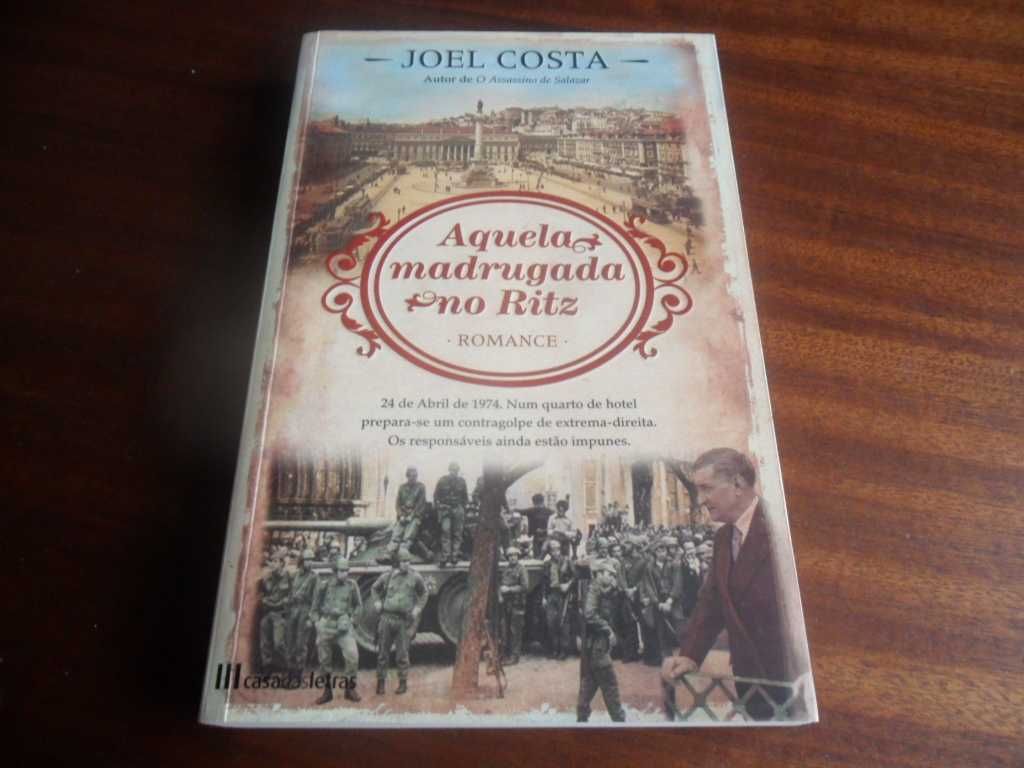 JOEL COSTA
Autor de O Assassino de Salazar
Aquela
madrugada
no Ritz
· ROMANCE ·
24 de Abril de 1974. Num quarto de hotel
prepara-se um contragolpe de extrema-direita.
Os responsáveis ainda estão impunes.
casadasletras